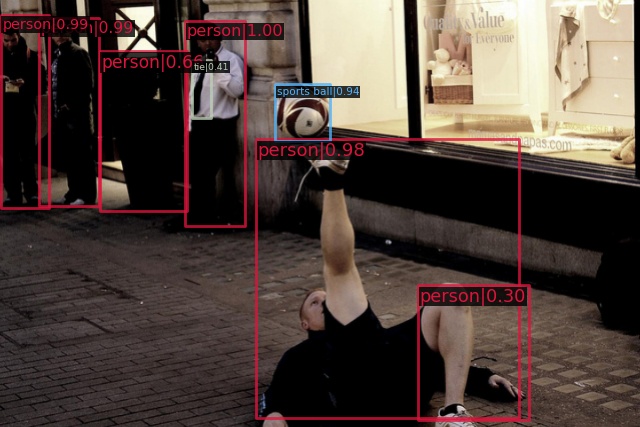 person|0.99
|0.99
person|1.00
person|0.6
tie|0.41
sports ball|0.94
person|0.98
person|0.30
Value
Everyone
apas.com